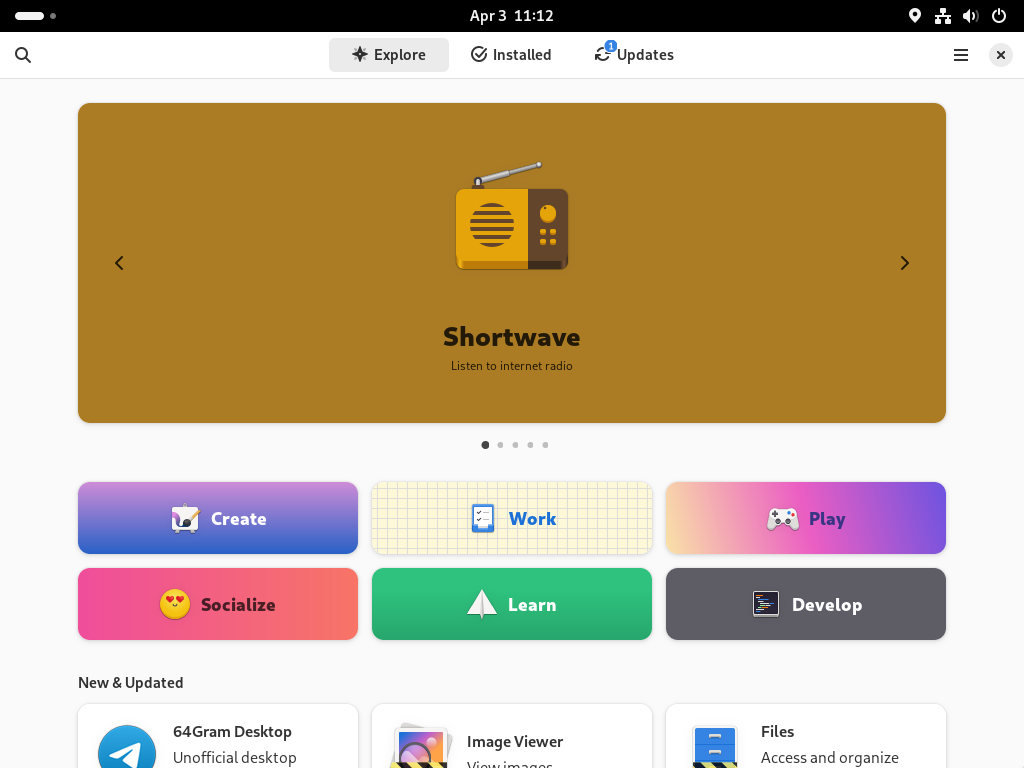 Apr 3 11:12
Explore
Installed
1
Updates
Shortwave
Listen to internet radio
Create
Work
Play
Socialize
Learn
Develop
New & Updated
64Gram Desktop
Unofficial desktop
Image Viewer
View images
Files
Access and organize